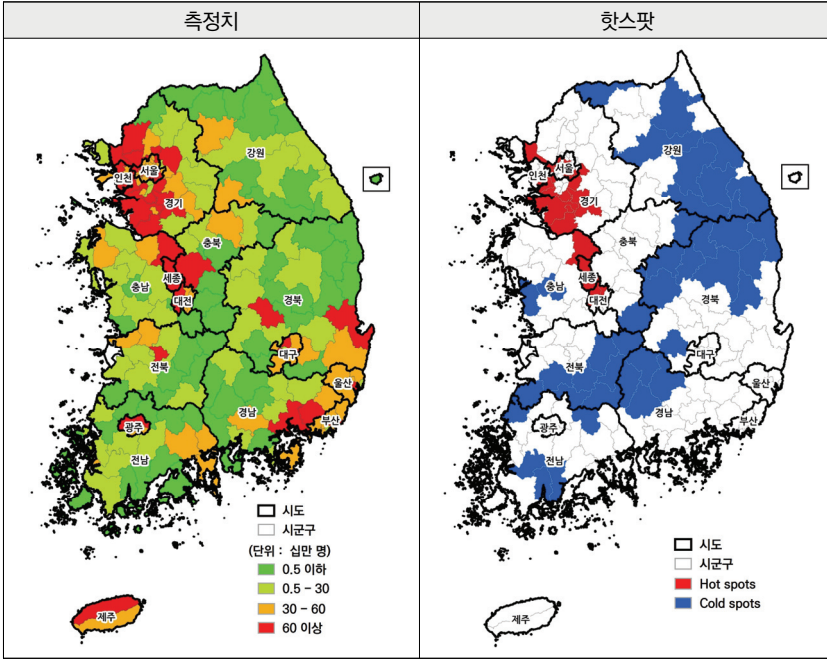 측정치
핫스팟
강원
서울
인천
경기
충북
세종
충남
대전
경북
대구
전북
울산
경남
부산
광주
전남
제주
시도
시군구
(단위 : 십만 명)
0.5 이하
0.5 – 30
30 – 60
60 이상
강원
서울
인천
경기
충북
세종
충남
대전
경북
대구
전북
울산
경남
부산
광주
전남
제주
시도
시군구
Hot spots
Cold spots